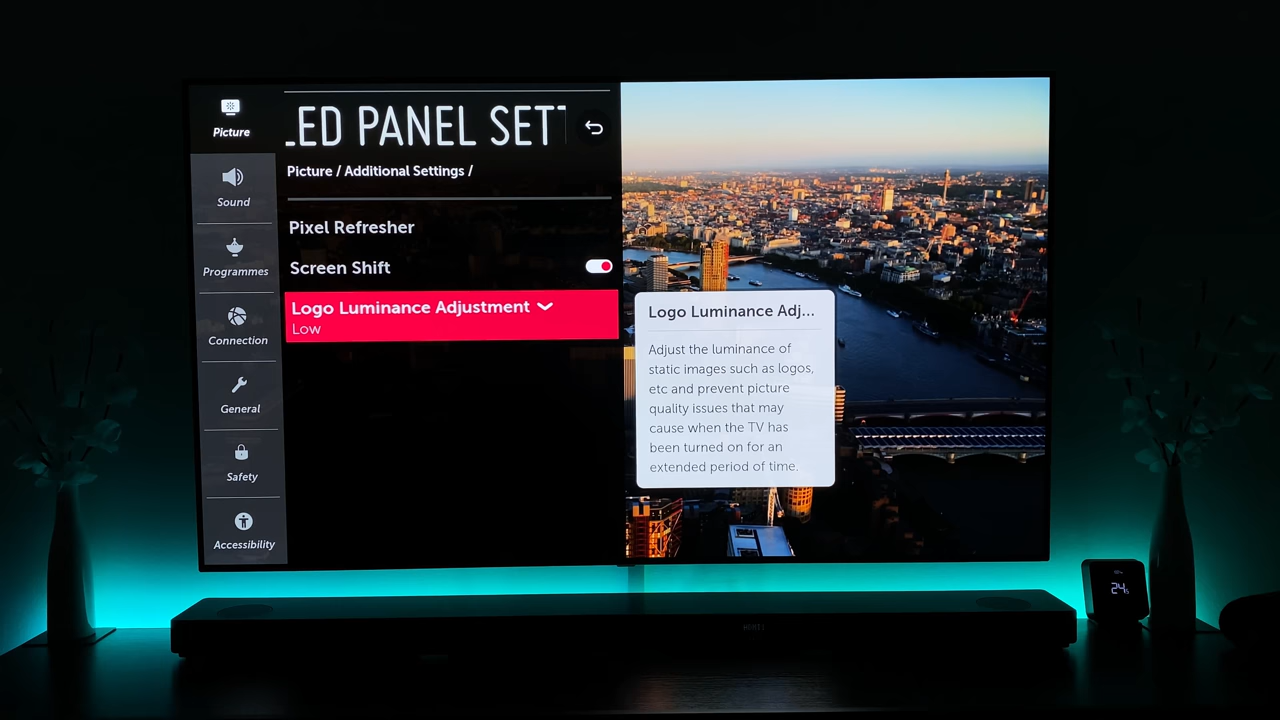 Picture
Sound
Programmes
Connection
General
Safety
Accessibility
LED PANEL SETT
Picture / Additional Settings /
Pixel Refresher
Screen Shift
Logo Luminance Adjustment
Low
Logo Luminance Adj...
Adjust the luminance of
static images such as logos,
etc and prevent picture
quality issues that may
cause when the TV has
been turned on for an
extended period of time.
24